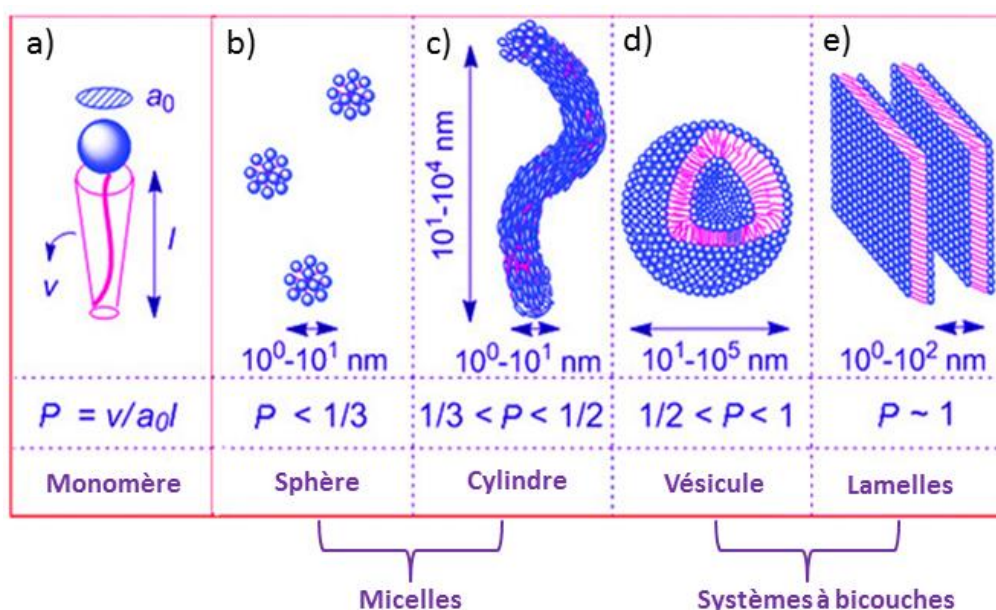 a)
a₀
l
v
b)
10⁰-10¹ nm
c)
10¹-10⁴ nm
10⁰-10¹ nm
d)
10¹-10⁵ nm
e)
10⁰-10² nm
P = v/a₀l
P < 1/3
1/3 < P < 1/2
1/2 < P < 1
P ~ 1
Monomère
Sphère
Cylindre
Vésicule
Lamelles
Micelles
Systèmes à bicouches